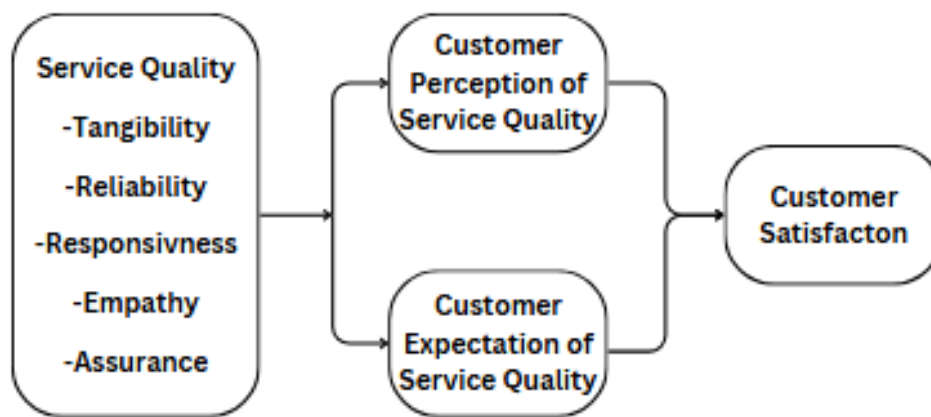 Service Quality
-Tangibility
-Reliability
-Responsivness
-Empathy
-Assurance
Customer
Perception of
Service Quality
Customer
Expectation of
Service Quality
Customer
Satisfacton